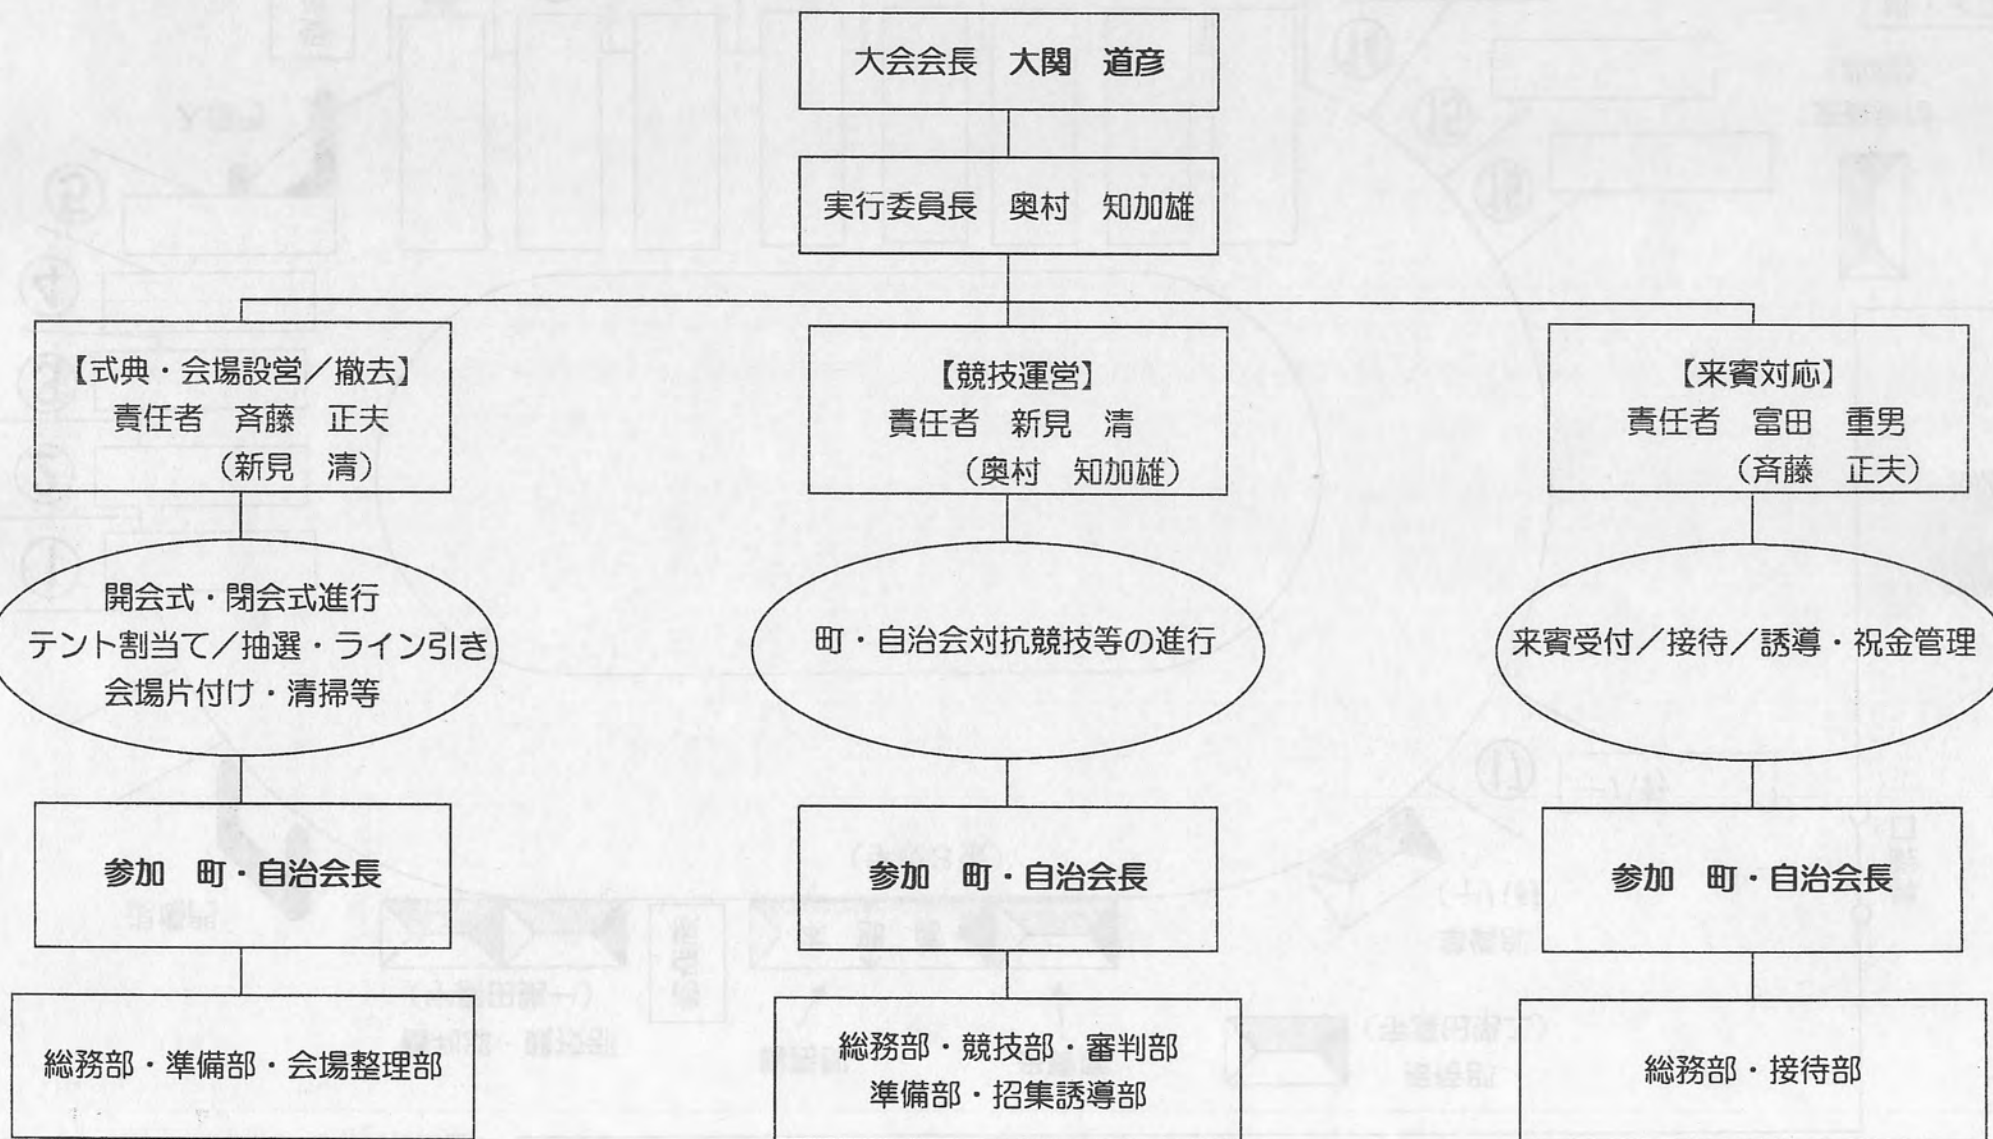 大会会長　大関　道彦
実行委員長　奥村　知加雄
【式典・会場設営／撤去】
責任者　斉藤　正夫
（新見　清）
【競技運営】
責任者　新見　清
（奥村　知加雄）
【来賓対応】
責任者　富田　重男
（斉藤　正夫）
開会式・閉会式進行
テント割当て／抽選・ライン引き
会場片付け・清掃等
町・自治会対抗競技等の進行
来賓受付／接待／誘導・祝金管理
参加　町・自治会長
参加　町・自治会長
参加　町・自治会長
総務部・準備部・会場整理部
総務部・競技部・審判部
準備部・招集誘導部
総務部・接待部